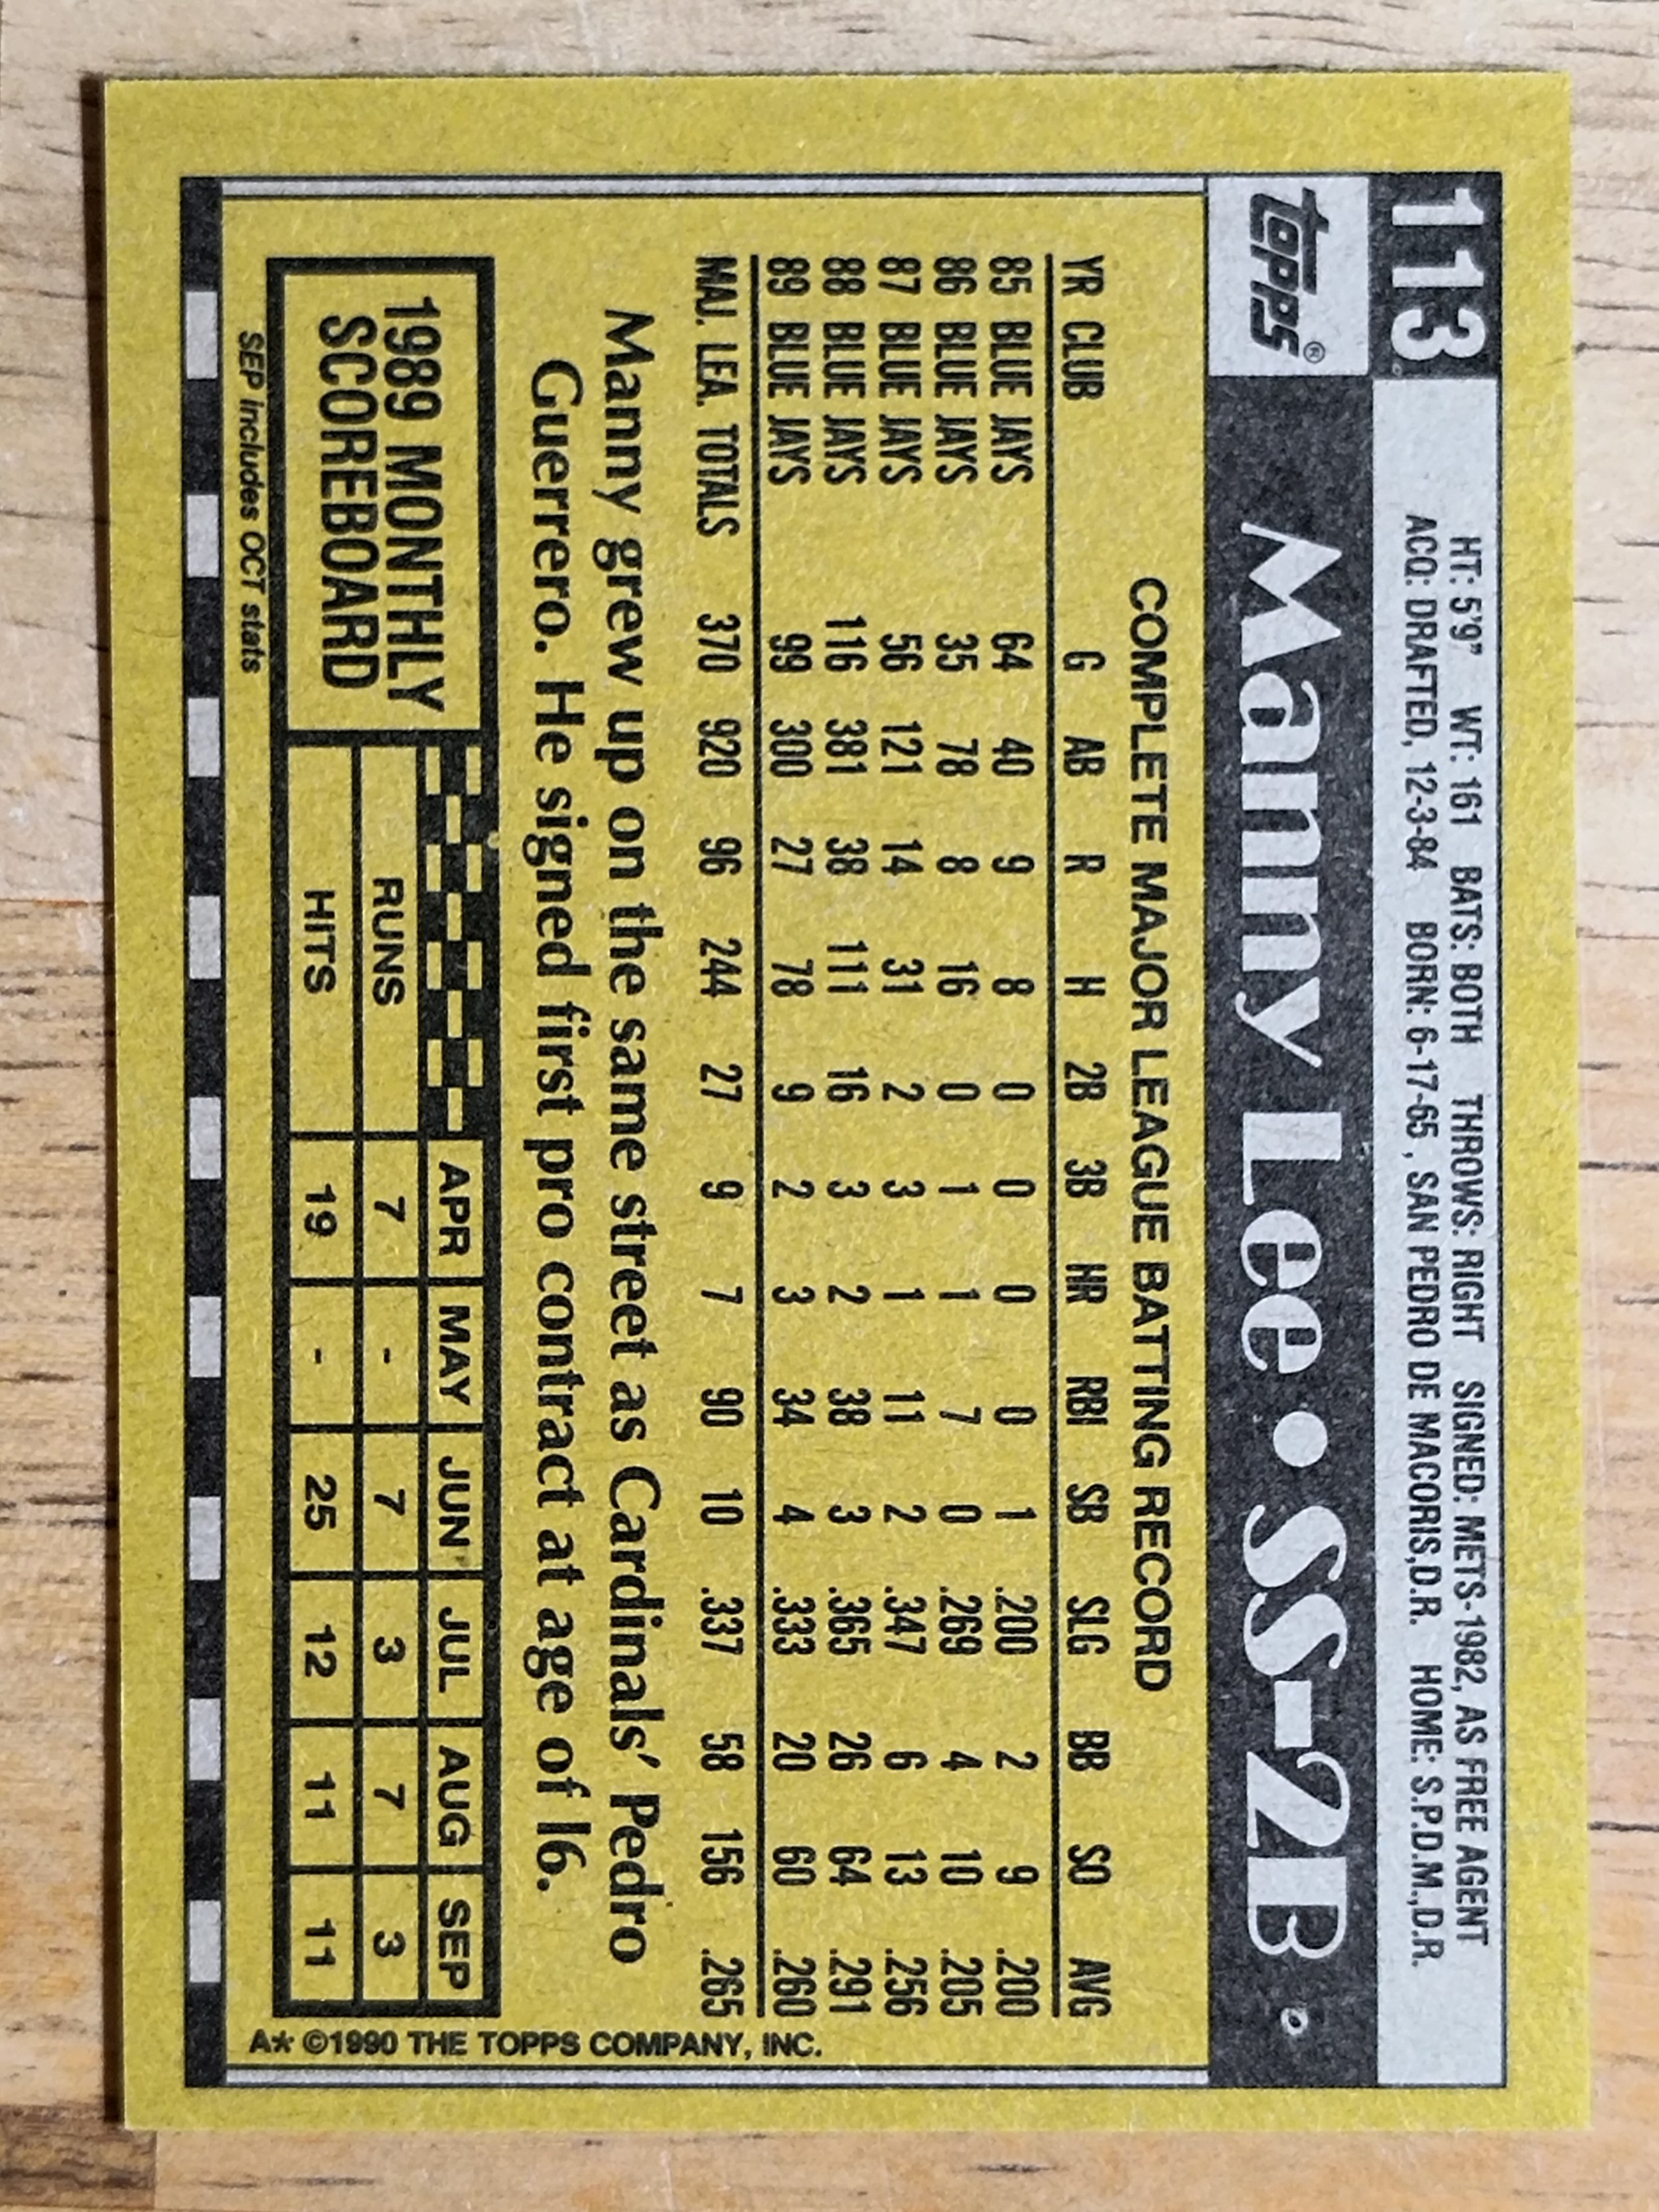 113 HT: 5'9" WT: 161 BATS: BOTH THROWS: RIGHT SIGNED: METS-1982, AS FREE AGENT
ACQ: DRAFTED, 12-3-84 BORN: 6-17-65, SAN PEDRO DE MACORIS,D.R. HOME: S.P.D.M.,D.R.
TOPPS® Manny Lee • SS-2B
COMPLETE MAJOR LEAGUE BATTING RECORD
YR CLUB G AB R H 2B 3B HR RBI SB SLG BB SO AVG
85 BLUE JAYS 64 40 9 8 0 0 0 0 1 .200 2 9 .200
86 BLUE JAYS 35 78 8 16 0 1 1 7 0 .269 4 10 .205
87 BLUE JAYS 56 121 14 31 2 3 1 11 2 .347 6 13 .256
88 BLUE JAYS 116 381 38 111 16 3 2 38 3 .365 26 64 .291
89 BLUE JAYS 99 300 27 78 9 2 3 34 4 .333 20 60 .260
MAJ. LEA. TOTALS 370 920 96 244 27 9 7 90 10 .337 58 156 .265
Manny grew up on the same street as Cardinals' Pedro
Guerrero. He signed first pro contract at age of 16.
1989 MONTHLY
SCOREBOARD
APR MAY JUN JUL AUG SEP
RUNS 7 - 7 3 7 3
HITS 19 - 25 12 11 11
SEP includes OCT stats
A* ©1990 THE TOPPS COMPANY, INC.